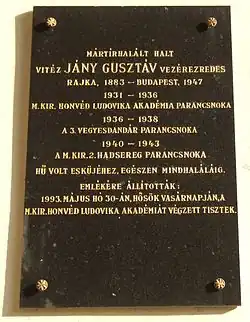 MÁRTÍRHALÁLT HALT
VITÉZ JÁNY GUSZTÁV VEZÉREZREDES
RAJKA, 1883 – BUDAPEST, 1947
1931 – 1936
M. KIR. HONVÉD LUDOVIKA AKADÉMIA PARANCSNOKA
1936 – 1938
A 3. VEGYESDANDÁR PARANCSNOKA
1940 – 1943
A M. KIR. 2. HADSEREG PARANCSNOKA
HŰ VOLT ESKÜJÉHEZ, EGÉSZEN MINDHALÁLÁIG.
EMLÉKÉRE ÁLLÍTOTTÁK:
1993. MÁJUS HÓ 30-ÁN, HŐSÖK VASÁRNAPJÁN, A
M. KIR. HONVÉD LUDOVIKA AKADÉMIÁT VÉGZETT TISZTEK.